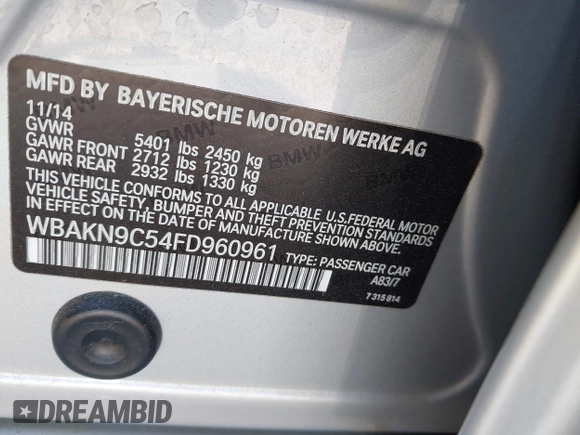 MFD BY BAYERISCHE MOTOREN WERKE AG
11/14
GVWR 5401 lbs 2450 kg
GAWR FRONT 2712 lbs 1230 kg
GAWR REAR 2932 lbs 1330 kg
THIS VEHICLE CONFORMS TO ALL APPLICABLE U.S.FEDERAL MOTOR
VEHICLE SAFETY, BUMPER AND THEFT PREVENTION STANDARDS
IN EFFECT ON THE DATE OF MANUFACTURE SHOWN ABOVE.
WBAKN9C54FD960961
TYPE: PASSENGER CAR
A83/7
7 315 814
BMW
DREAMBID